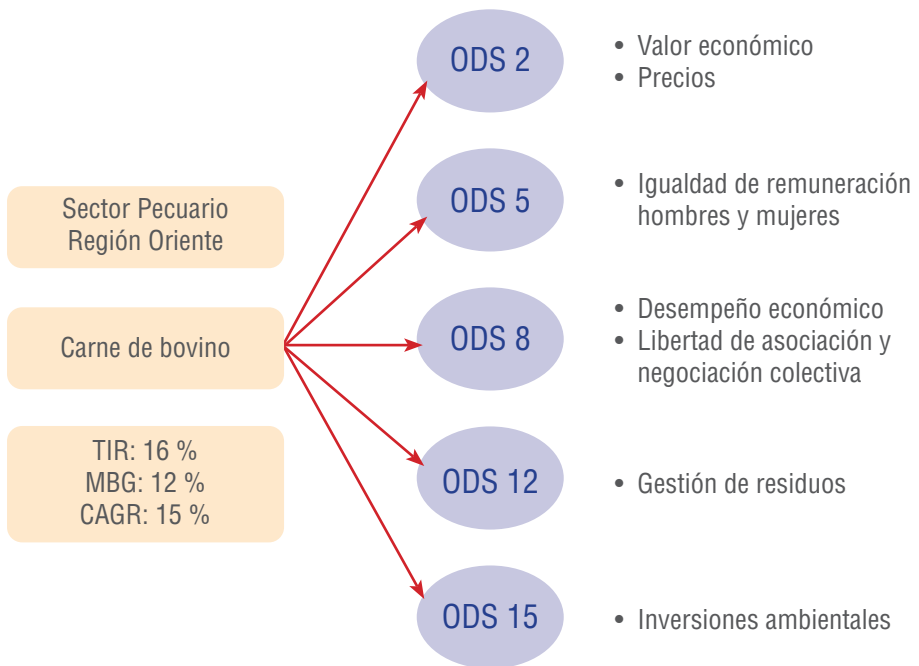 Sector Pecuario
Región Oriente
Carne de bovino
TIR: 16 %
MBG: 12 %
CAGR: 15 %
ODS 2
• Valor económico
• Precios
ODS 5
• Igualdad de remuneración
hombres y mujeres
ODS 8
• Desempeño económico
• Libertad de asociación y
negociación colectiva
ODS 12
• Gestión de residuos
ODS 15
• Inversiones ambientales